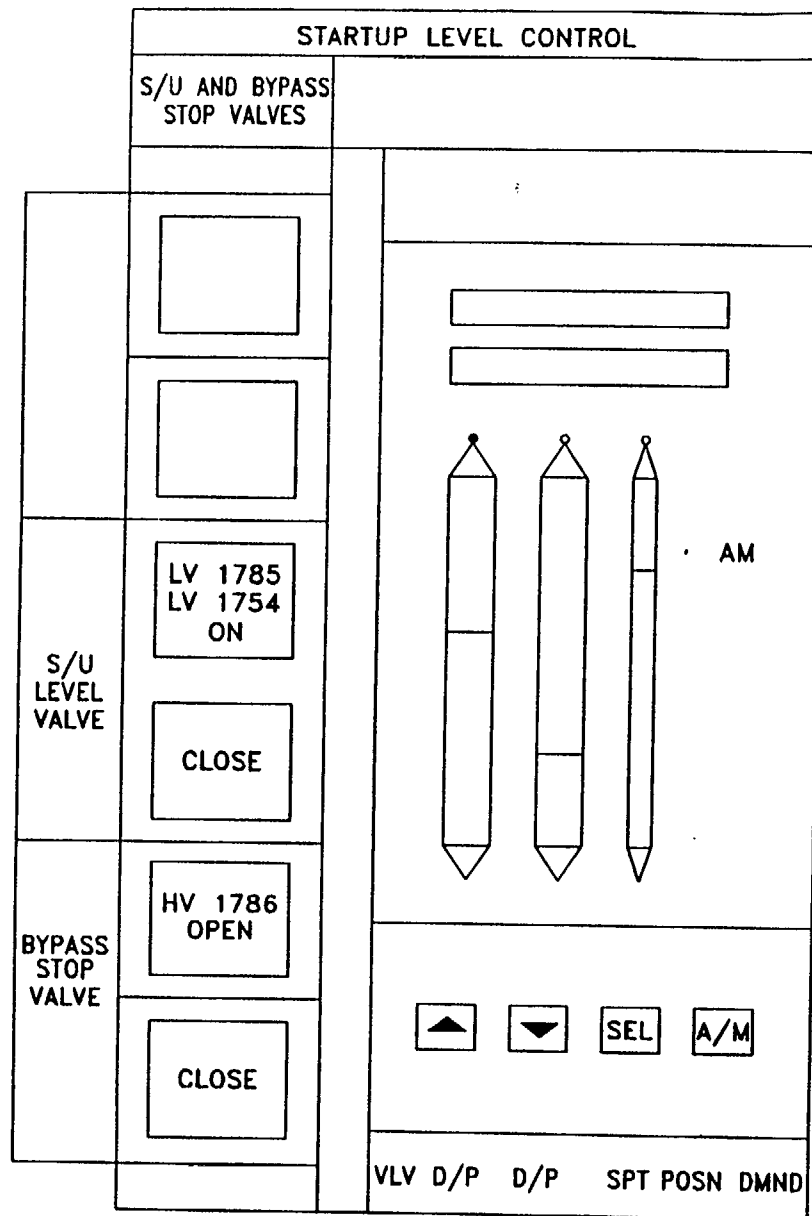 STARTUP LEVEL CONTROL
S/U AND BYPASS
STOP VALVES
LV 1785
LV 1754
ON
S/U
LEVEL
VALVE
CLOSE
HV 1786
OPEN
BYPASS
STOP
VALVE
CLOSE
AM
SEL
A/M
VLV D/P D/P SPT POSN DMND